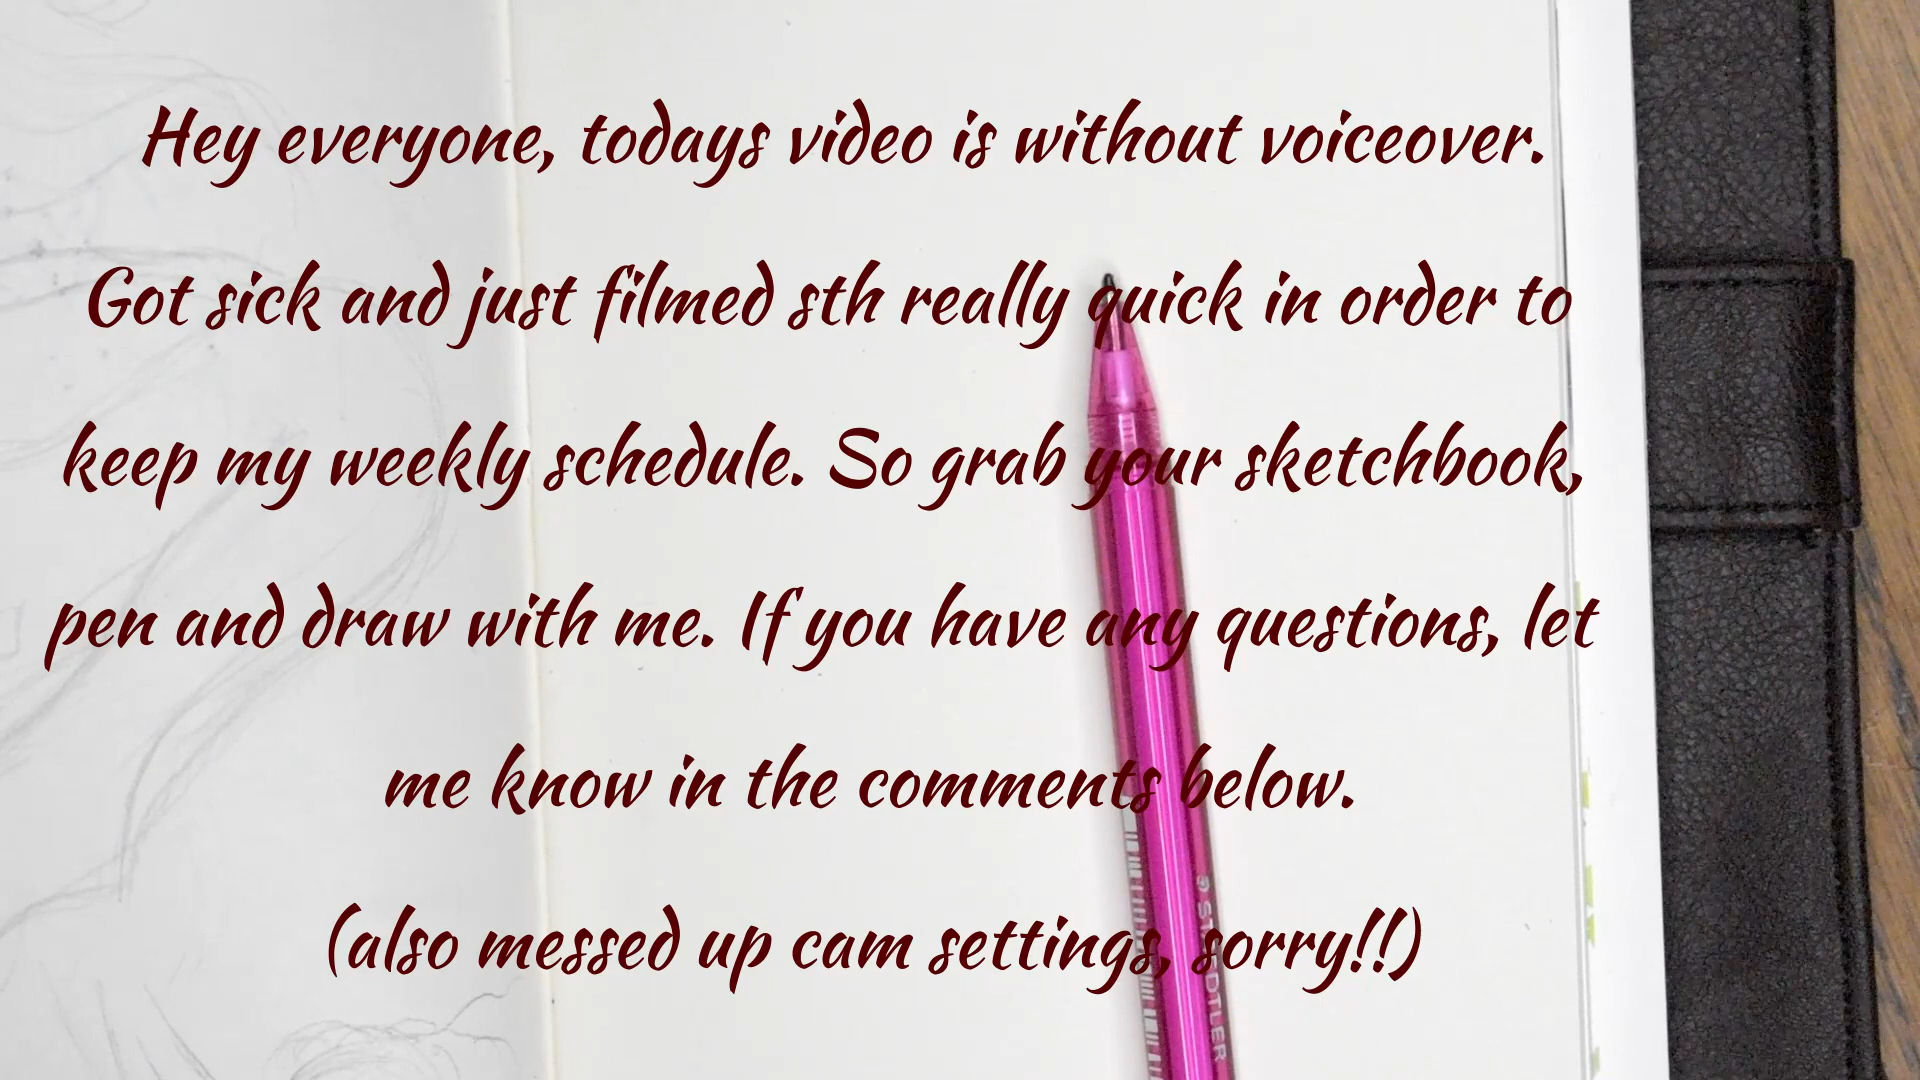 Hey everyone, todays video is without voiceover.
Got sick and just filmed sth really quick in order to
keep my weekly schedule. So grab your sketchbook,
pen and draw with me. If you have any questions, let
me know in the comments below.
(also messed up cam settings, sorry!!)